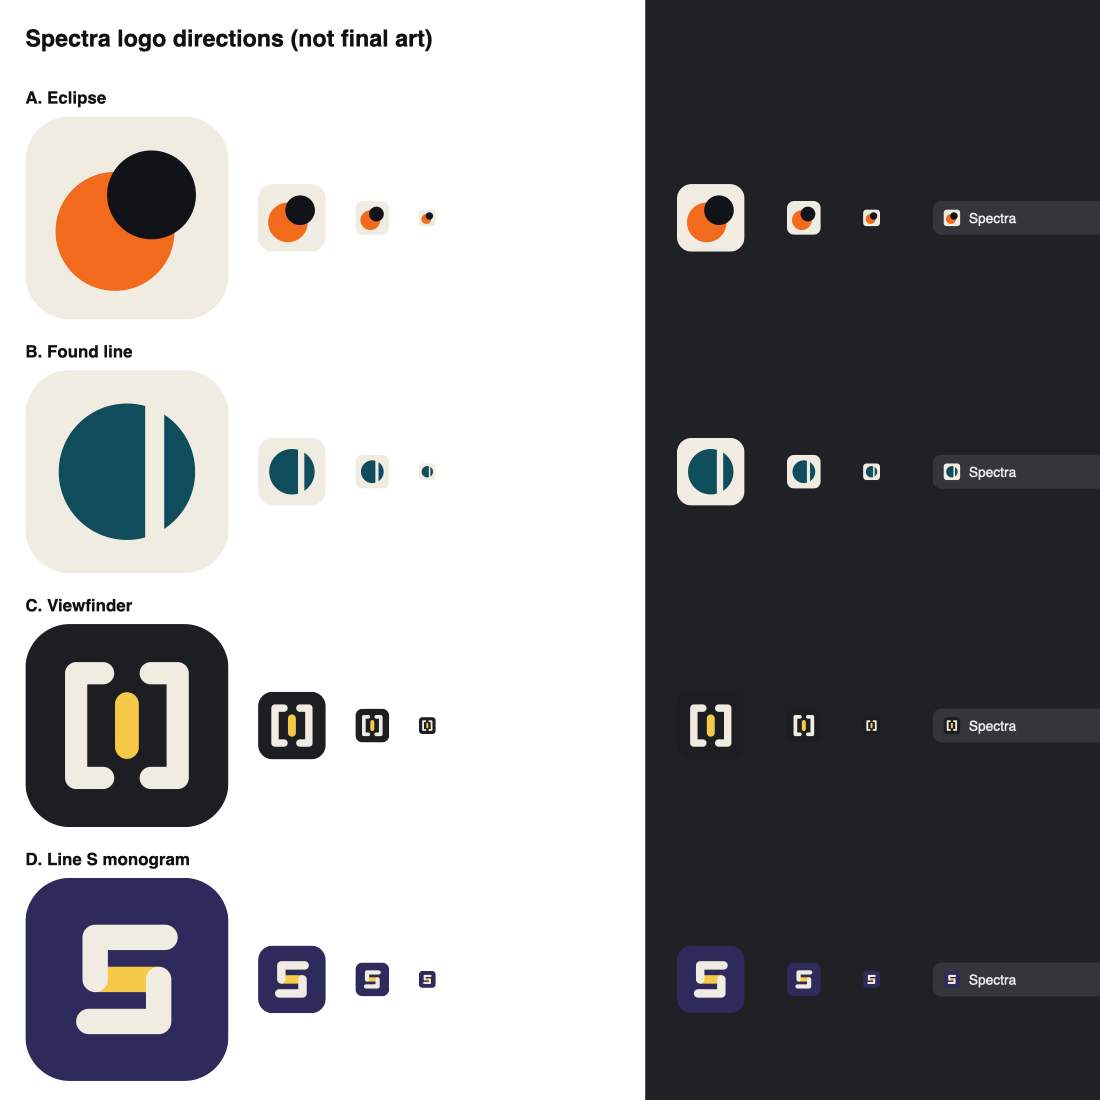 Spectra logo directions (not final art)
A. Eclipse
Spectra
B. Found line
Spectra
C. Viewfinder
Spectra
D. Line S monogram
Spectra